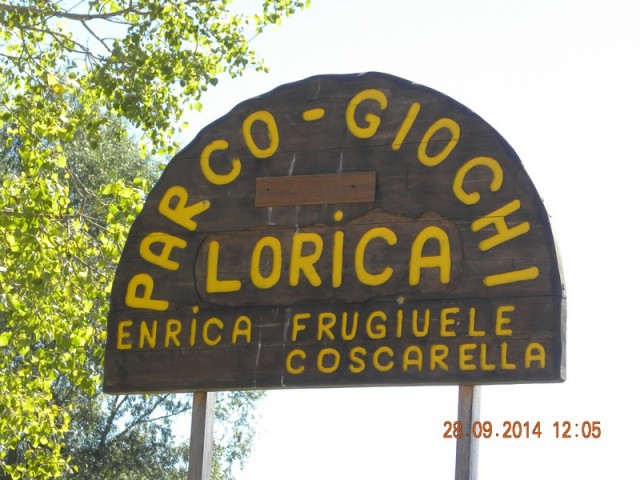 PARCO-GIOCHI
LORICA
ENRICA FRUGIUELE
COSCARELLA
28.09.2014 12:05